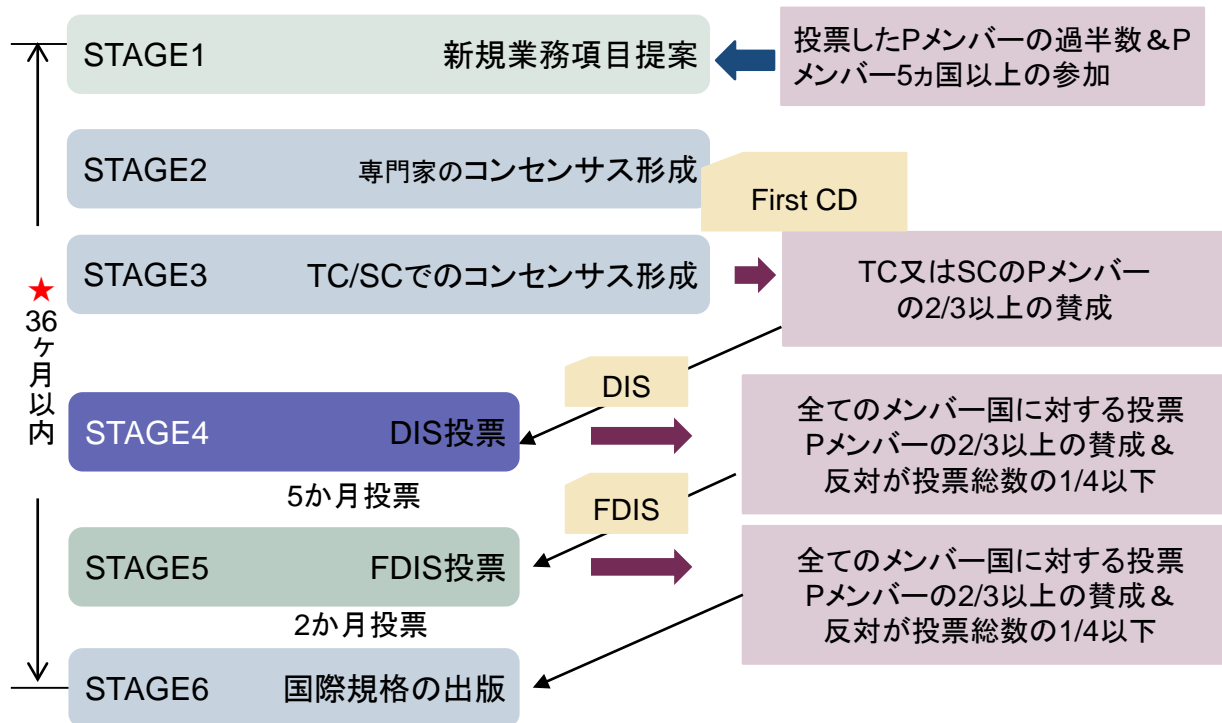 STAGE1 新規業務項目提案
投票したPメンバーの過半数＆P
メンバー5ヵ国以上の参加
STAGE2 専門家のコンセンサス形成
First CD
STAGE3 TC/SCでのコンセンサス形成
TC又はSCのPメンバー
の2/3以上の賛成
★
36
ヶ
月
以
内
DIS
STAGE4 DIS投票
5か月投票
全てのメンバー国に対する投票
Pメンバーの2/3以上の賛成＆
反対が投票総数の1/4以下
FDIS
STAGE5 FDIS投票
2か月投票
全てのメンバー国に対する投票
Pメンバーの2/3以上の賛成＆
反対が投票総数の1/4以下
STAGE6 国際規格の出版